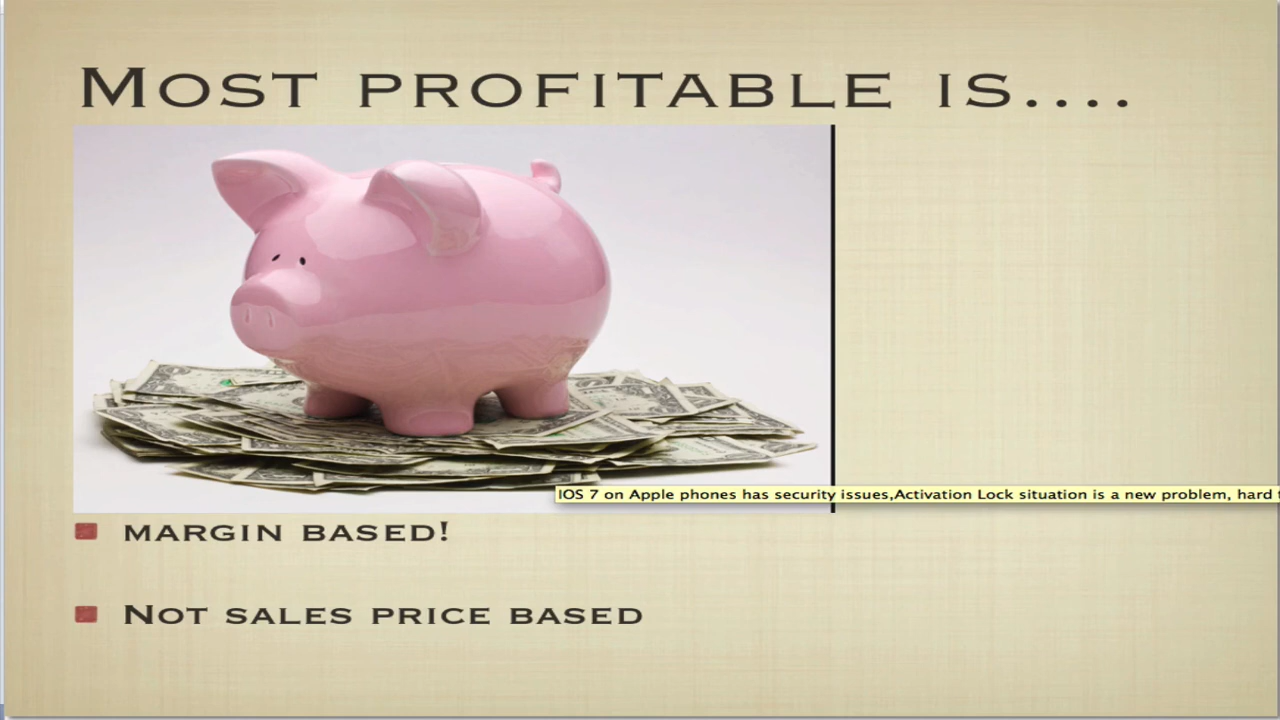 MOST PROFITABLE IS....
IOS 7 on Apple phones has security issues,Activation Lock situation is a new problem, hard
MARGIN BASED!
NOT SALES PRICE BASED